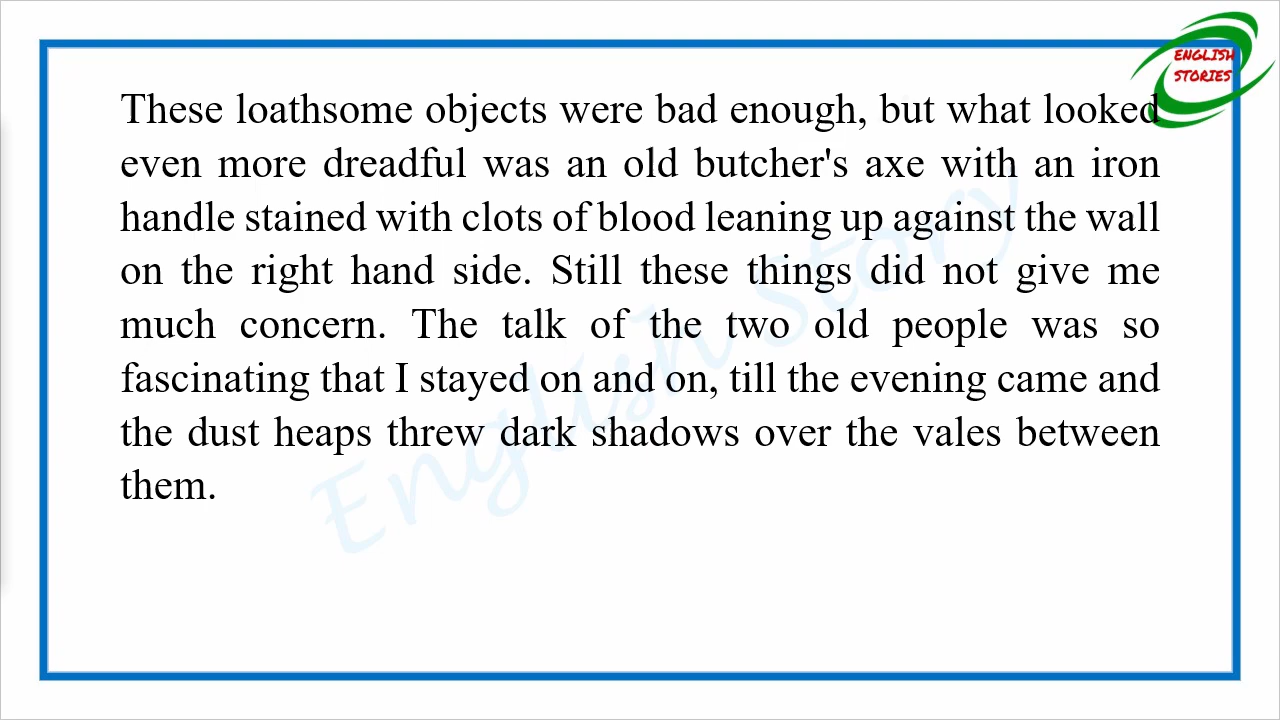 ENGLISH
STORIES
These loathsome objects were bad enough, but what looked
even more dreadful was an old butcher's axe with an iron
handle stained with clots of blood leaning up against the wall
on the right hand side. Still these things did not give me
much concern. The talk of the two old people was so
fascinating that I stayed on and on, till the evening came and
the dust heaps threw dark shadows over the vales between
them.
English Story